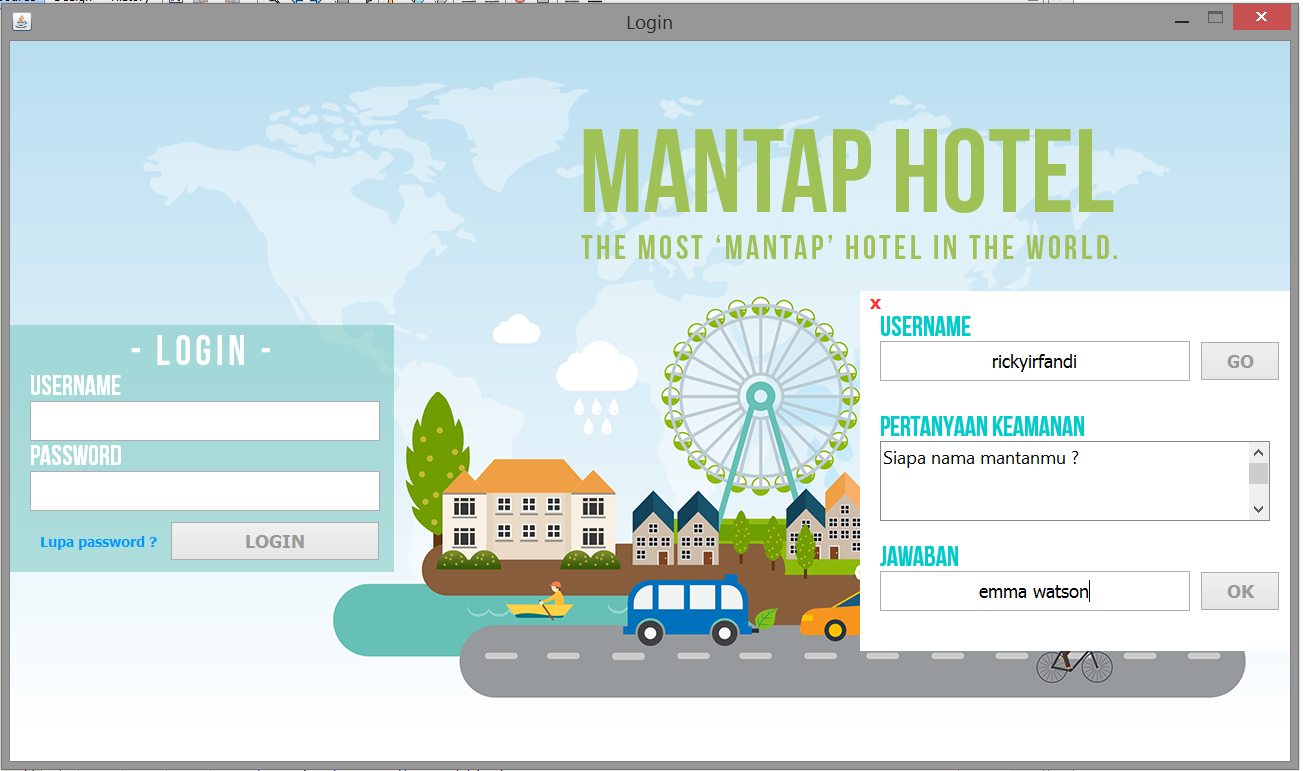 Login
MANTAP HOTEL
THE MOST ‘MANTAP’ HOTEL IN THE WORLD.
- LOGIN -
USERNAME
PASSWORD
Lupa password ?
LOGIN
x
USERNAME
rickyirfandi
GO
PERTANYAAN KEAMANAN
Siapa nama mantanmu ?
JAWABAN
emma watson
OK